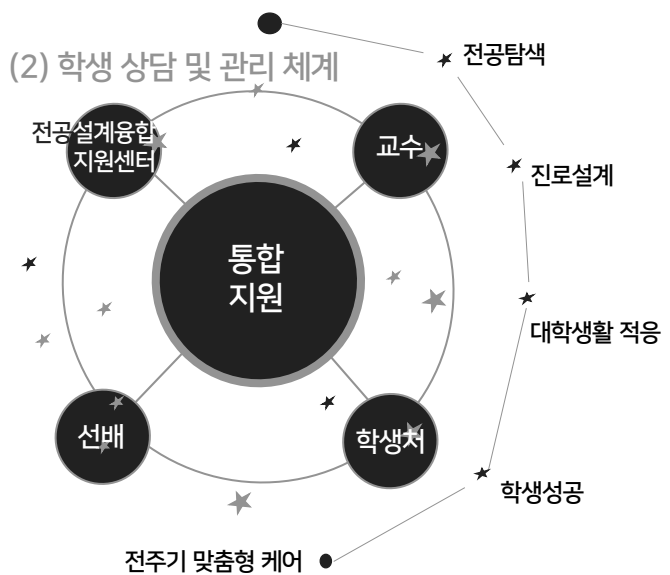 (2) 학생 상담 및 관리 체계
전공탐색
전공설계융합
지원센터
교수
진로설계
통합
지원
대학생활 적응
선배
학생처
학생성공
전주기 맞춤형 케어